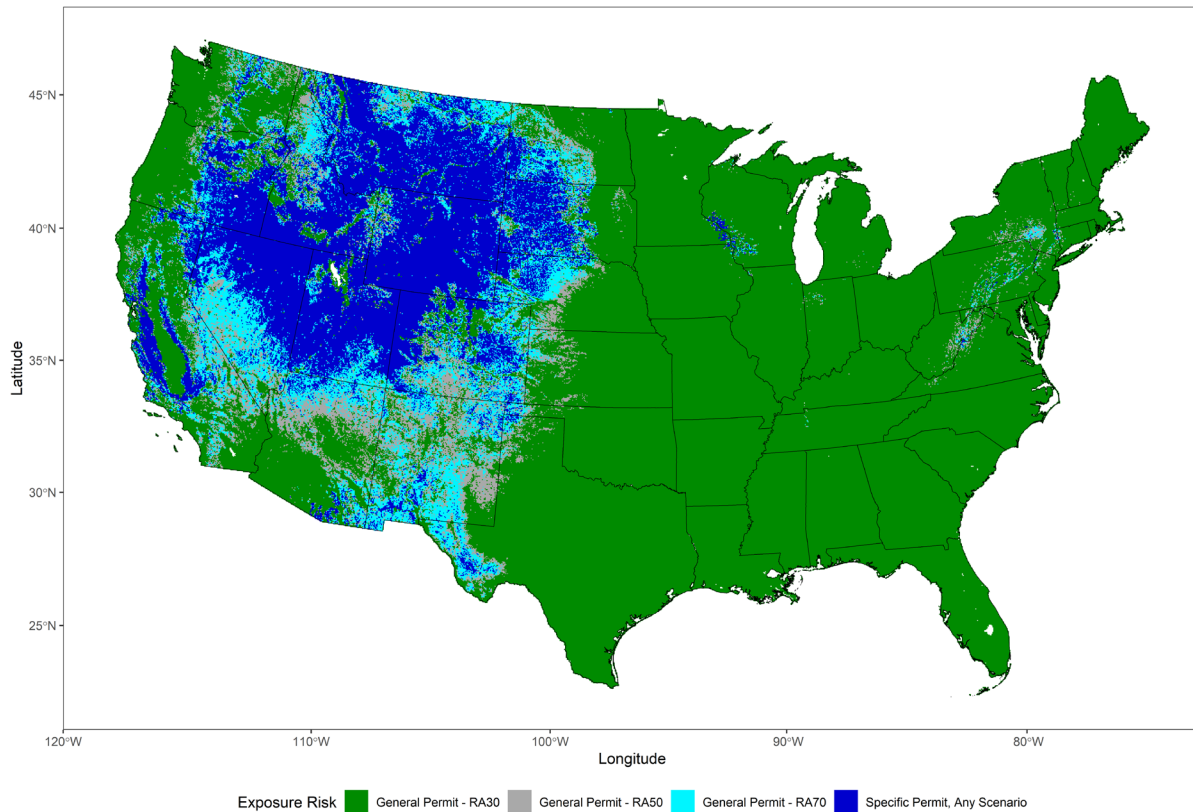 45°N
40°N
35°N
30°N
25°N
Latitude
120°W 110°W 100°W 90°W 80°W
Longitude
Exposure Risk General Permit - RA30 General Permit - RA50 General Permit - RA70 Specific Permit, Any Scenario